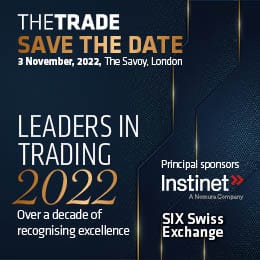 THETRADE
SAVE THE DATE
3 November, 2022, The Savoy, London
LEADERS IN
TRADING
2022
Over a decade of
recognising excellence
Principal sponsors
Instinet
A Nomura Company
SIX Swiss
Exchange